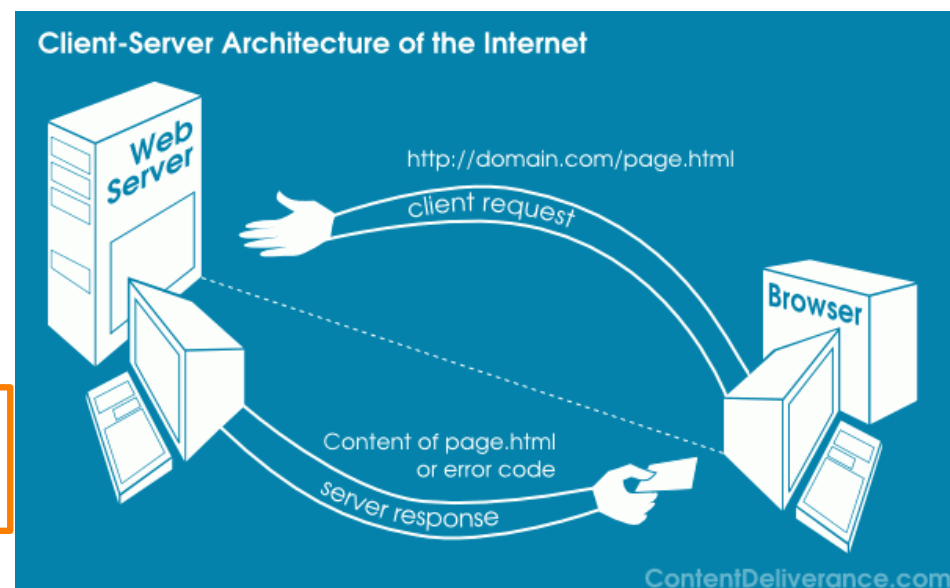 Client-Server Architecture of the Internet
Web
Server
http://domain.com/page.html
client request
Browser
Content of page.html
or error code
server response
ContentDeliverance.com